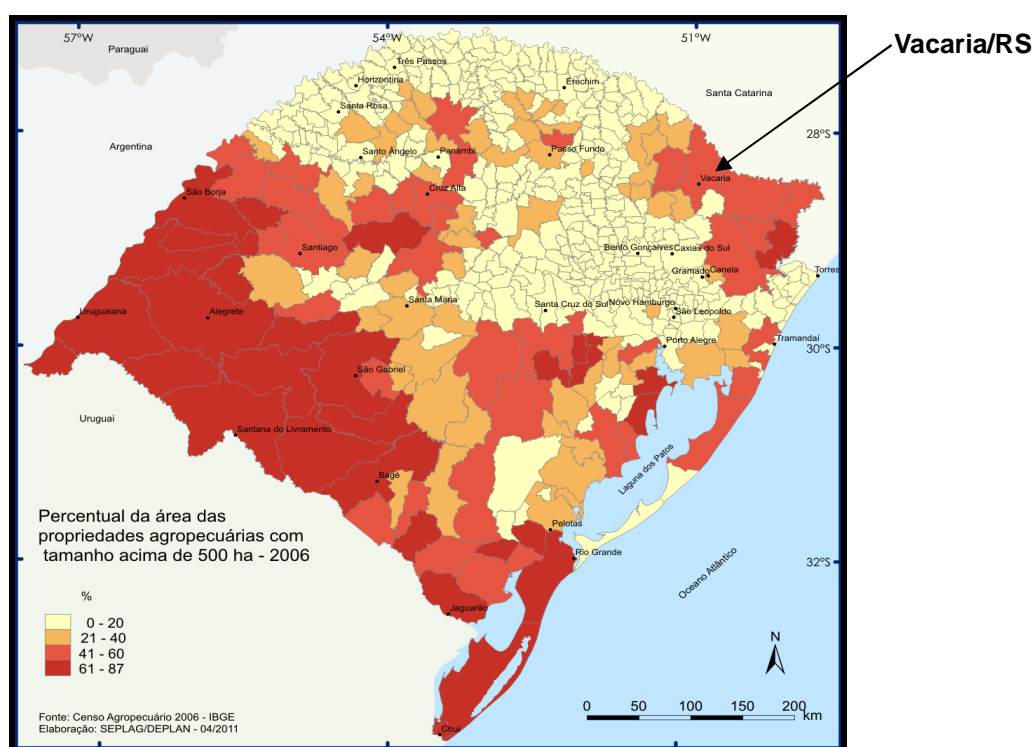 57°W
54°W
51°W
Vacaria/RS
Paraguai
Três Passos
Horizontina
Erechim
Santa Catarina
Santa Rosa
28°S
Argentina
Santo Ângelo
Panambi
Passo Fundo
Vacaria
São Borja
Cruz Alta
Santiago
Bento Gonçalves
Caxias do Sul
Gramado
Canela
Torres
Santa Maria
Santa Cruz do Sul
Novo Hamburgo
São Leopoldo
Uruguaiana
Alegrete
Porto Alegre
Tramandaí
30°S
São Gabriel
Uruguai
Santana do Livramento
Bagé
Laguna dos Patos
Percentual da área das
propriedades agropecuárias com
tamanho acima de 500 ha - 2006
Pelotas
Rio Grande
32°S
Oceano Atlântico
%
0 - 20
21 - 40
41 - 60
61 - 87
Jaguarão
N
0 50 100 150 200 km
Fonte: Censo Agropecuário 2006 - IBGE
Elaboração: SEPLAG/DEPLAN - 04/2011
Chuí